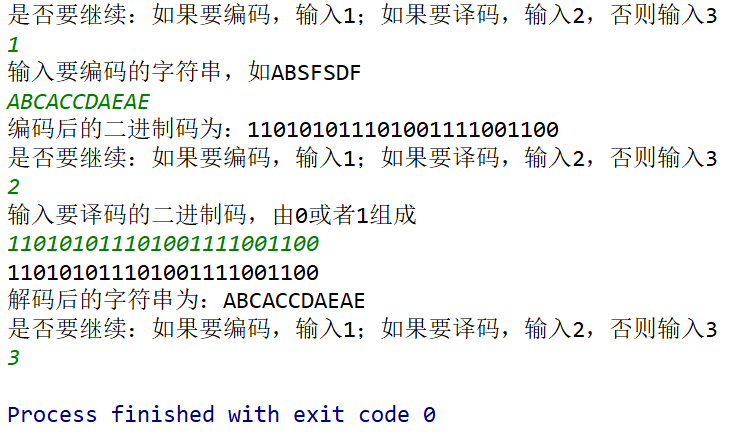 是否要继续：如果要编码，输入1；如果要译码，输入2，否则输入3
1
输入要编码的字符串，如ABSFSDF
ABCACCDAEAE
编码后的二进制码为：110101011101001111001100
是否要继续：如果要编码，输入1；如果要译码，输入2，否则输入3
2
输入要译码的二进制码，由0或者1组成
110101011101001111001100
110101011101001111001100
解码后的字符串为：ABCACCDAEAE
是否要继续：如果要编码，输入1；如果要译码，输入2，否则输入3
3
Process finished with exit code 0